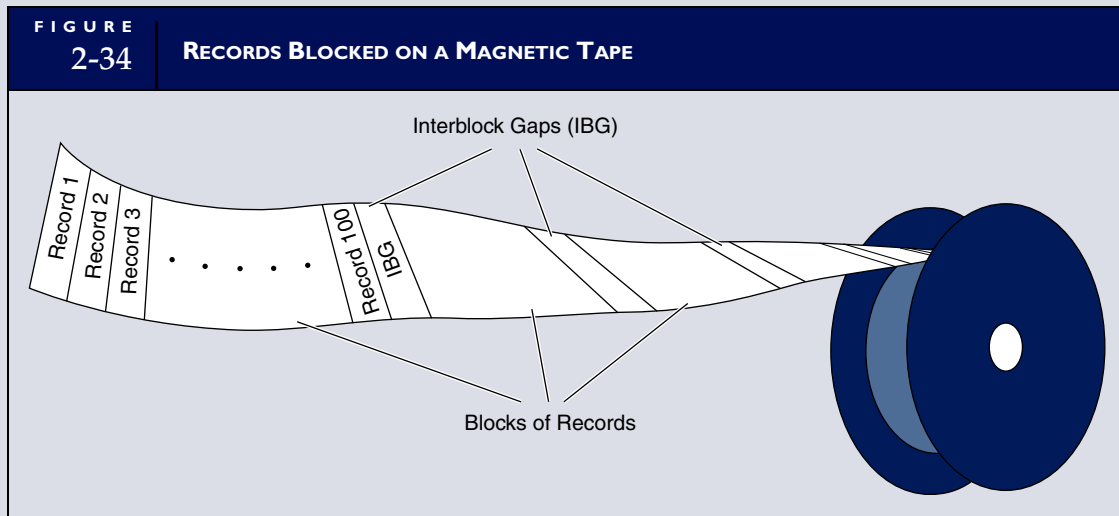 FIGURE
2-34
RECORDS BLOCKED ON A MAGNETIC TAPE
Interblock Gaps (IBG)
Record 1
Record 2
Record 3
. . . . .
Record 100
IBG
Blocks of Records